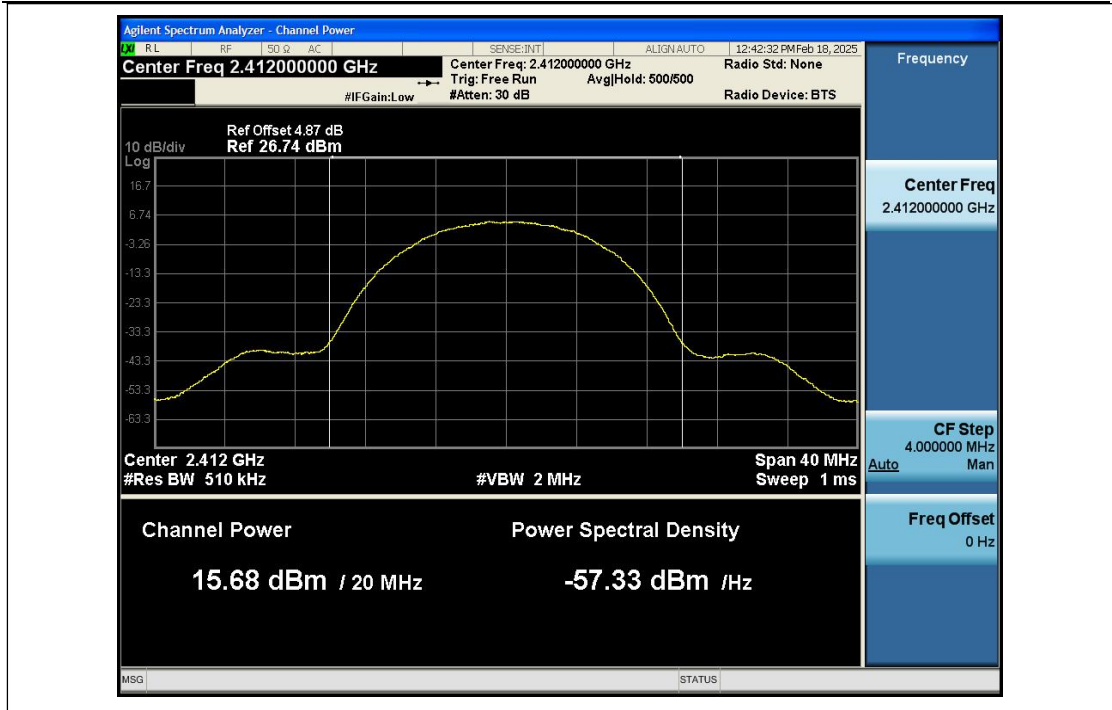 Agilent Spectrum Analyzer - Channel Power
LXI RL RF 50 Ω AC SENSE:INT ALIGN AUTO 12:42:32 PM Feb 18, 2025
Center Freq 2.412000000 GHz
Center Freq: 2.412000000 GHz Radio Std: None
Trig: Free Run Avg|Hold: 500/500
#IFGain:Low #Atten: 30 dB Radio Device: BTS
Ref Offset 4.87 dB
10 dB/div Ref 26.74 dBm
Log
16.7
6.74
-3.26
-13.3
-23.3
-33.3
-43.3
-53.3
-63.3
Center 2.412 GHz Span 40 MHz
#Res BW 510 kHz #VBW 2 MHz Sweep 1 ms
Channel Power Power Spectral Density
15.68 dBm / 20 MHz -57.33 dBm /Hz
MSG STATUS
Frequency
Center Freq
2.412000000 GHz
CF Step
4.000000 MHz
Auto Man
Freq Offset
0 Hz